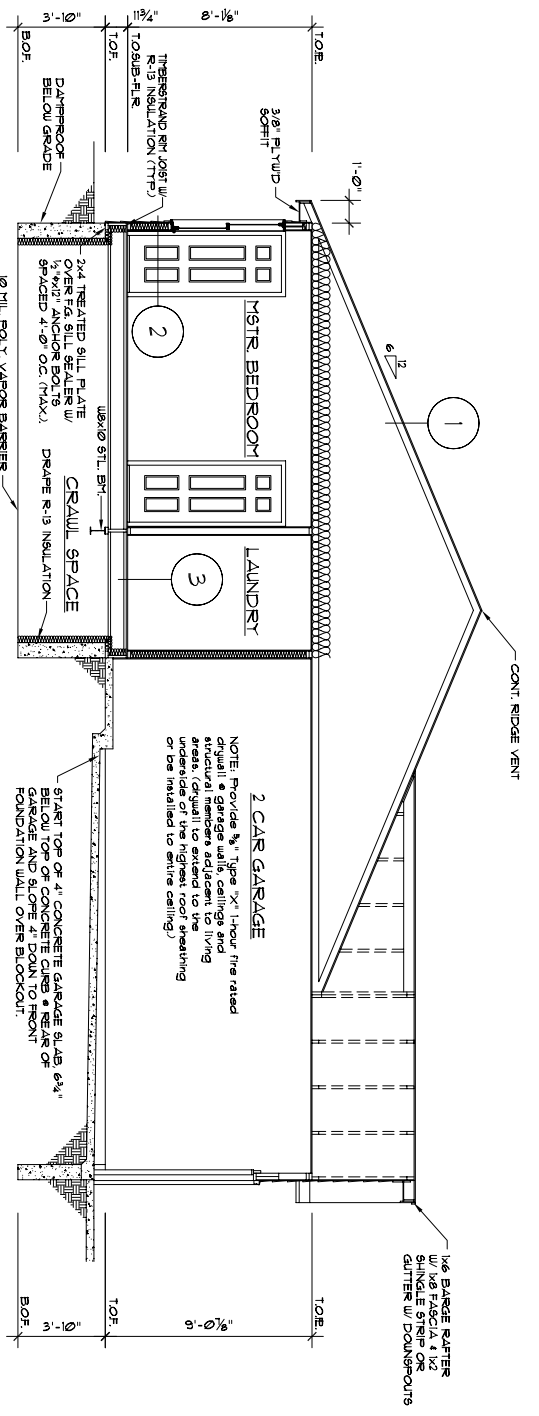 CONT. RIDGE VENT
1
12
6
1'-0"
3/8" PLYW'D
SOFFIT
1x6 BARGE RAFTER
W/ 1x8 FASCIA & 1x2
SHINGLE STRIP OR
GUTTER W/ DOWNSPOUTS
T.O.P.
8'-1⅛"
T.O.SUB-FLR.
11¾"
T.O.F.
3'-10"
B.O.F.
TIMBERSTRAND RIM JOIST W/
R-13 INSULATION (TYP.)
MSTR. BEDROOM
2
LAUNDRY
3
2 CAR GARAGE
NOTE: Provide ⅝" Type "X" 1-hour fire rated
drywall @ garage walls, ceilings and
structural members adjacent to living
areas. (drywall to extend to the
underside of the highest roof sheathing
or be installed to entire ceiling.)
T.O.P.
9'-0⅞"
T.O.F.
3'-10"
B.O.F.
DAMPPROOF
BELOW GRADE
2x4 TREATED SILL PLATE
OVER F.G. SILL SEALER W/
½"φx12" ANCHOR BOLTS
SPACED 4'-0" O.C. (MAX.).
W8x10 STL. BM.
CRAWL SPACE
DRAPE R-13 INSULATION
10 MIL POLY. VAPOR BARRIER
START TOP OF 4" CONCRETE GARAGE SLAB, 6¾"
BELOW TOP OF CONCRETE CURB @ REAR OF
GARAGE AND SLOPE 4" DOWN TO FRONT
FOUNDATION WALL OVER BLOCKOUT.